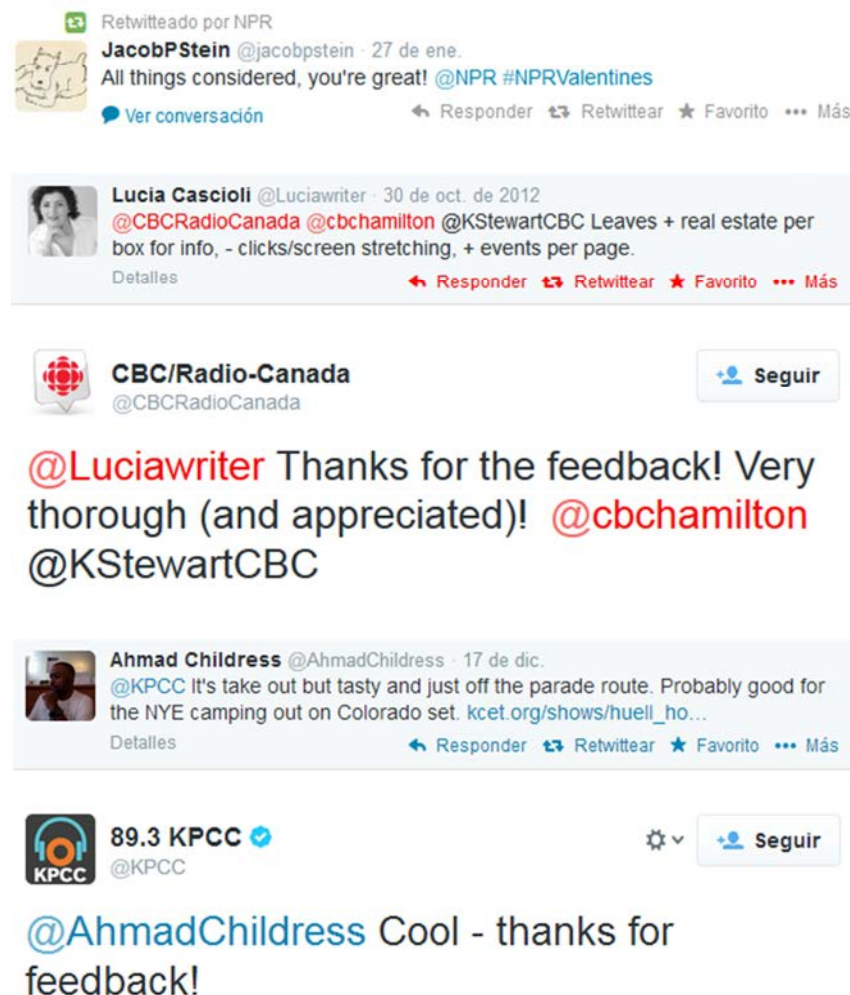 Retwitteado por NPR
JacobPStein @jacobpstein · 27 de ene.
All things considered, you're great! @NPR #NPRValentines
Ver conversación Responder Retwittear Favorito Más
Lucia Cascioli @Luciawriter · 30 de oct. de 2012
@CBCRadioCanada @cbchamilton @KStewartCBC Leaves + real estate per
box for info, - clicks/screen stretching, + events per page.
Detalles Responder Retwittear Favorito Más
CBC/Radio-Canada
Seguir
@CBCRadioCanada
@Luciawriter Thanks for the feedback! Very
thorough (and appreciated)! @cbchamilton
@KStewartCBC
Ahmad Childress @AhmadChildress · 17 de dic.
@KPCC It's take out but tasty and just off the parade route. Probably good for
the NYE camping out on Colorado set. kcet.org/shows/huell_ho...
Detalles Responder Retwittear Favorito Más
KPCC
89.3 KPCC
Seguir
@KPCC
@AhmadChildress Cool - thanks for
feedback!